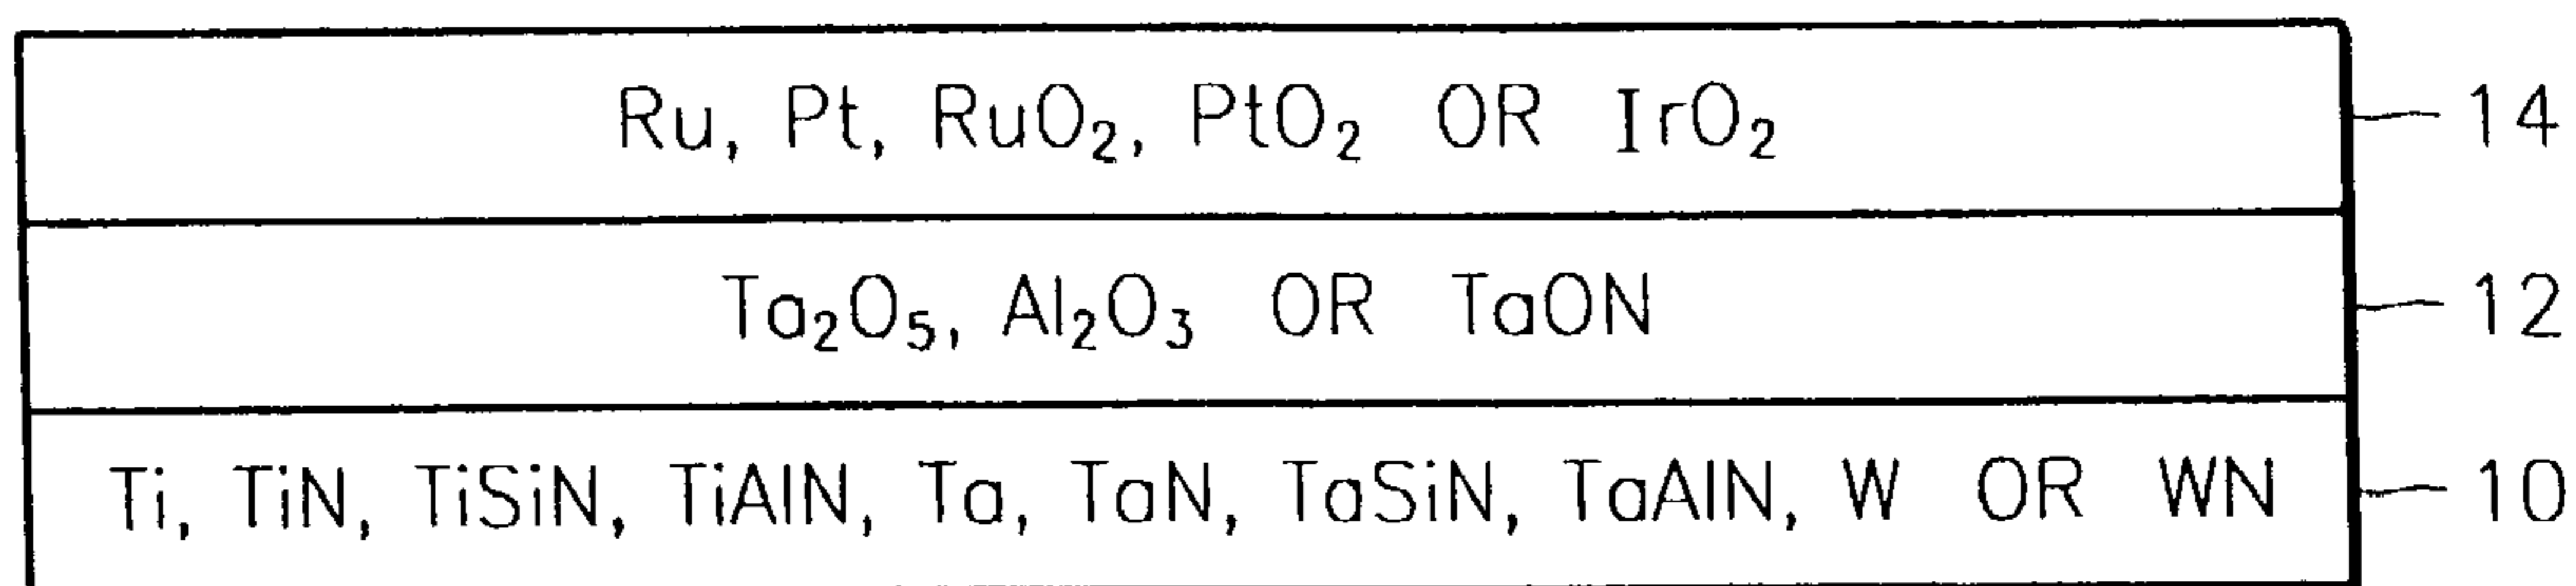 Ru, Pt, RuO₂, PtO₂ OR IrO₂ 14
Ta₂O₅, Al₂O₃ OR TaON 12
Ti, TiN, TiSiN, TiAlN, Ta, TaN, TaSiN, TaAlN, W OR WN 10